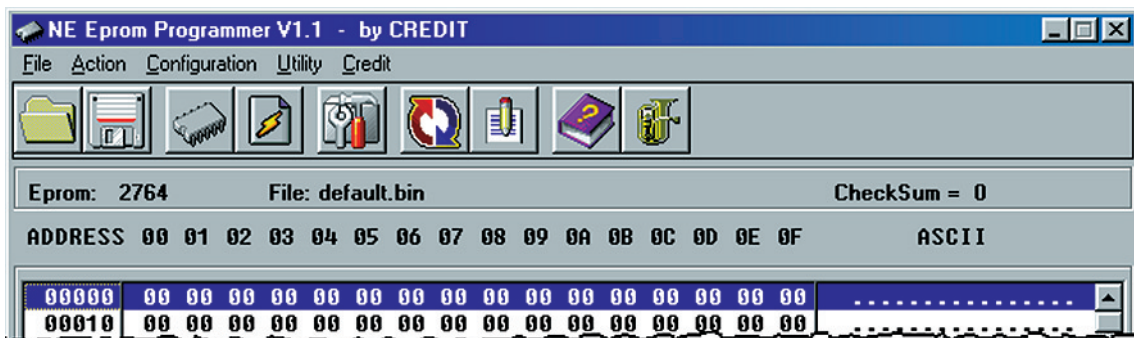 NE Eprom Programmer V1.1 - by CREDIT
File Action Configuration Utility Credit
Eprom: 2764 File: default.bin CheckSum = 0
ADDRESS 00 01 02 03 04 05 06 07 08 09 0A 0B 0C 0D 0E 0F ASCII
00000 00 00 00 00 00 00 00 00 00 00 00 00 00 00 00 00 ................
00010 00 00 00 00 00 00 00 00 00 00 00 00 00 00 00 00 ................